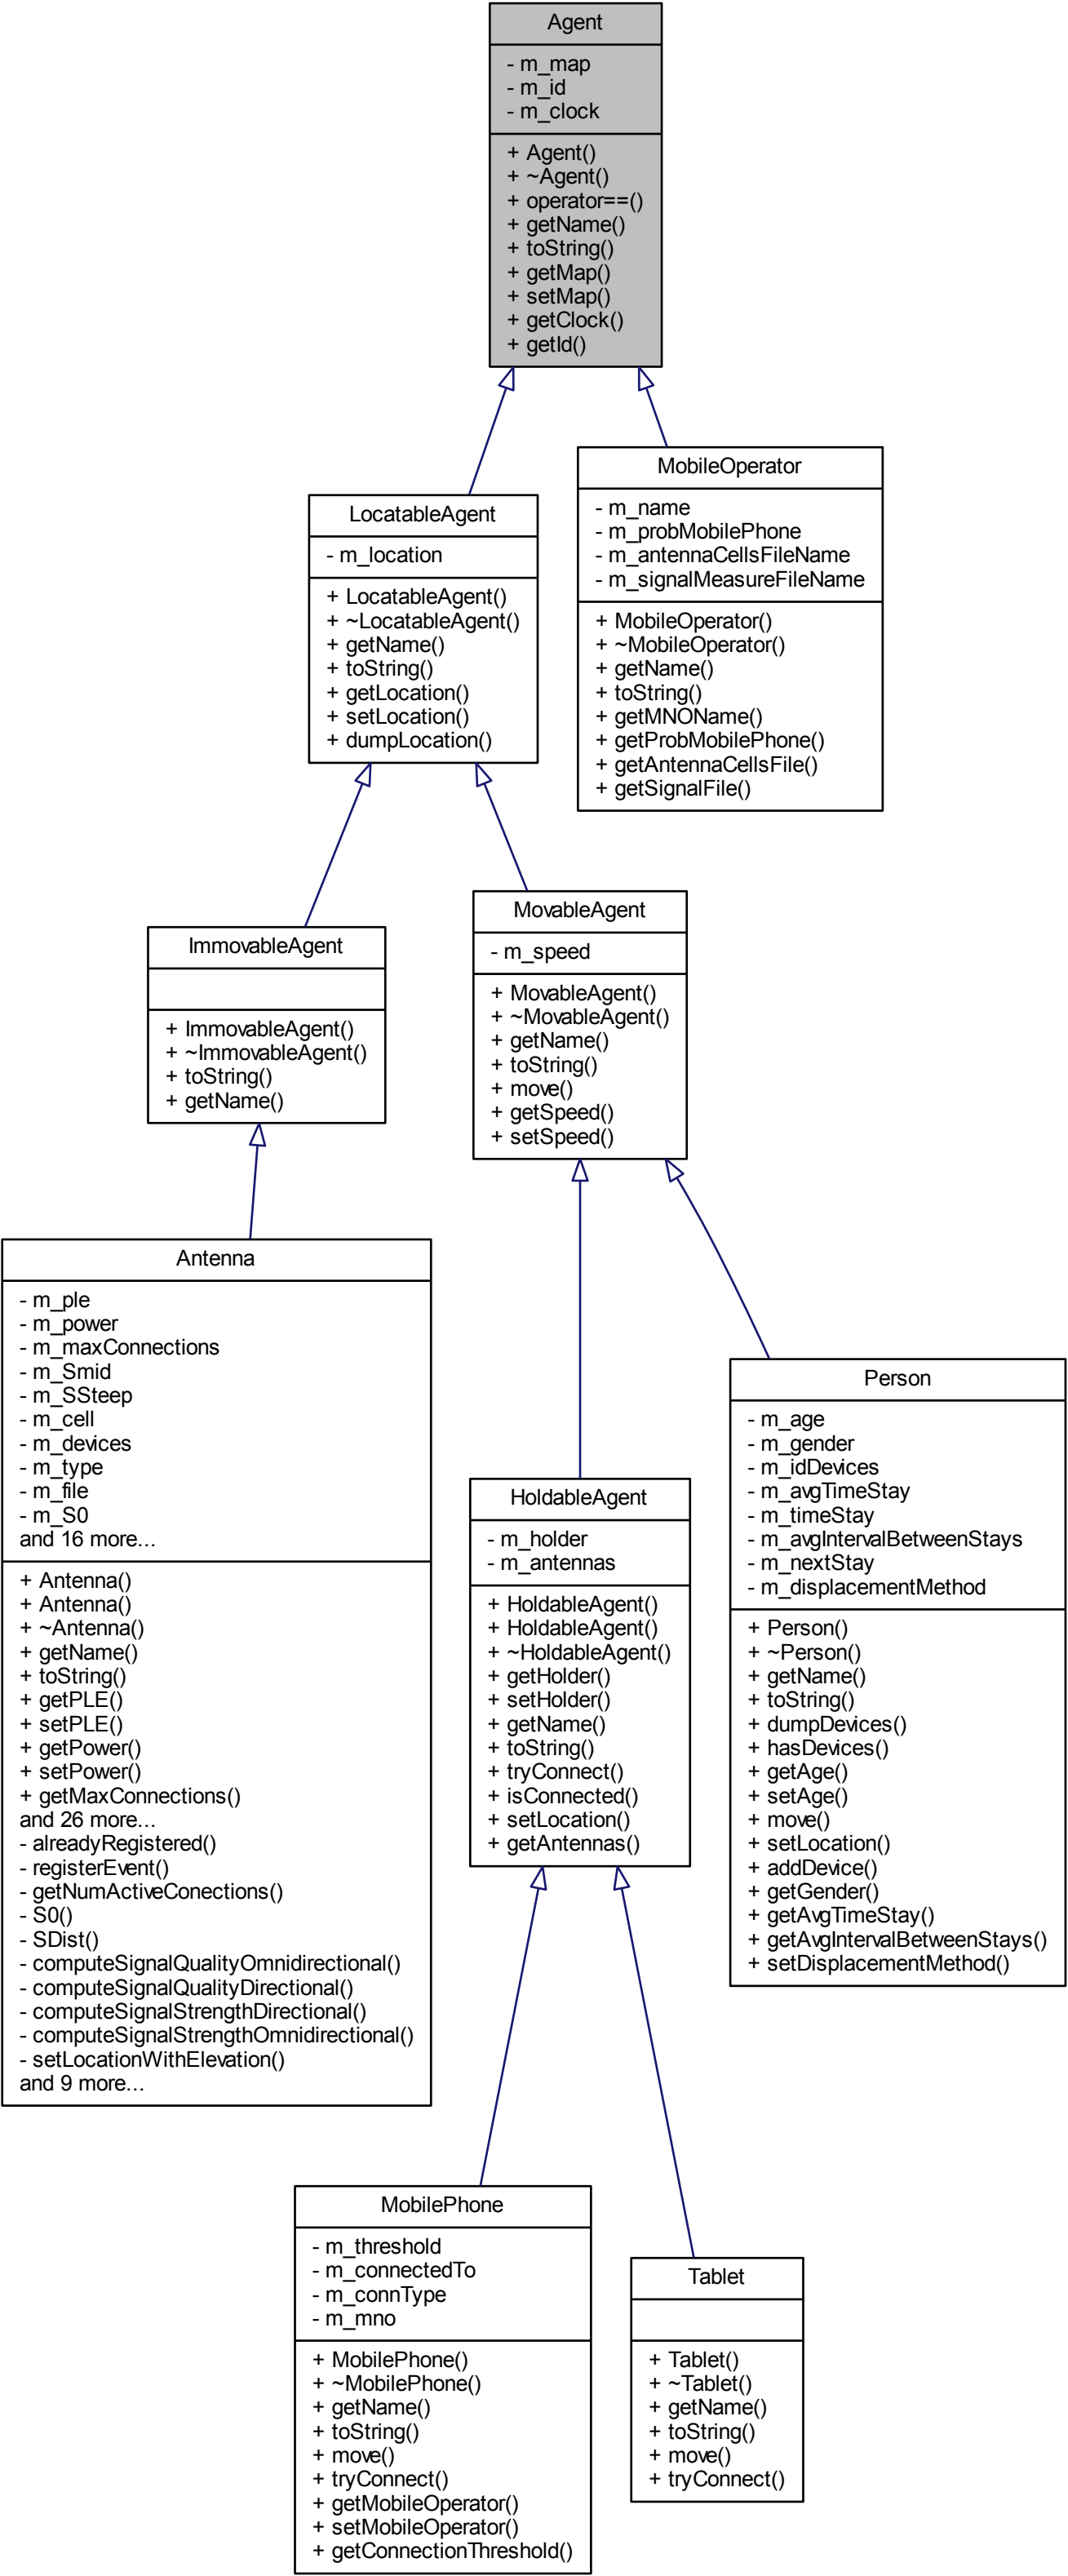 Agent
- m_map
- m_id
- m_clock
+ Agent()
+ ~Agent()
+ operator==()
+ getName()
+ toString()
+ getMap()
+ setMap()
+ getClock()
+ getId()
MobileOperator
- m_name
- m_probMobilePhone
- m_antennaCellsFileName
- m_signalMeasureFileName
+ MobileOperator()
+ ~MobileOperator()
+ getName()
+ toString()
+ getMNOName()
+ getProbMobilePhone()
+ getAntennaCellsFile()
+ getSignalFile()
LocatableAgent
- m_location
+ LocatableAgent()
+ ~LocatableAgent()
+ getName()
+ toString()
+ getLocation()
+ setLocation()
+ dumpLocation()
MovableAgent
- m_speed
+ MovableAgent()
+ ~MovableAgent()
+ getName()
+ toString()
+ move()
+ getSpeed()
+ setSpeed()
ImmovableAgent
+ ImmovableAgent()
+ ~ImmovableAgent()
+ toString()
+ getName()
Antenna
- m_ple
- m_power
- m_maxConnections
- m_Smid
- m_SSteep
- m_cell
- m_devices
- m_type
- m_file
- m_S0
and 16 more...
+ Antenna()
+ Antenna()
+ ~Antenna()
+ getName()
+ toString()
+ getPLE()
+ setPLE()
+ getPower()
+ setPower()
+ getMaxConnections()
and 26 more...
- alreadyRegistered()
- registerEvent()
- getNumActiveConections()
- S0()
- SDist()
- computeSignalQualityOmnidirectional()
- computeSignalQualityDirectional()
- computeSignalStrengthDirectional()
- computeSignalStrengthOmnidirectional()
- setLocationWithElevation()
and 9 more...
Person
- m_age
- m_gender
- m_idDevices
- m_avgTimeStay
- m_timeStay
- m_avgIntervalBetweenStays
- m_nextStay
- m_displacementMethod
+ Person()
+ ~Person()
+ getName()
+ toString()
+ dumpDevices()
+ hasDevices()
+ getAge()
+ setAge()
+ move()
+ setLocation()
+ addDevice()
+ getGender()
+ getAvgTimeStay()
+ getAvgIntervalBetweenStays()
+ setDisplacementMethod()
HoldableAgent
- m_holder
- m_antennas
+ HoldableAgent()
+ HoldableAgent()
+ ~HoldableAgent()
+ getHolder()
+ setHolder()
+ getName()
+ toString()
+ tryConnect()
+ isConnected()
+ setLocation()
+ getAntennas()
MobilePhone
- m_threshold
- m_connectedTo
- m_connType
- m_mno
+ MobilePhone()
+ ~MobilePhone()
+ getName()
+ toString()
+ move()
+ tryConnect()
+ getMobileOperator()
+ setMobileOperator()
+ getConnectionThreshold()
Tablet
+ Tablet()
+ ~Tablet()
+ getName()
+ toString()
+ move()
+ tryConnect()